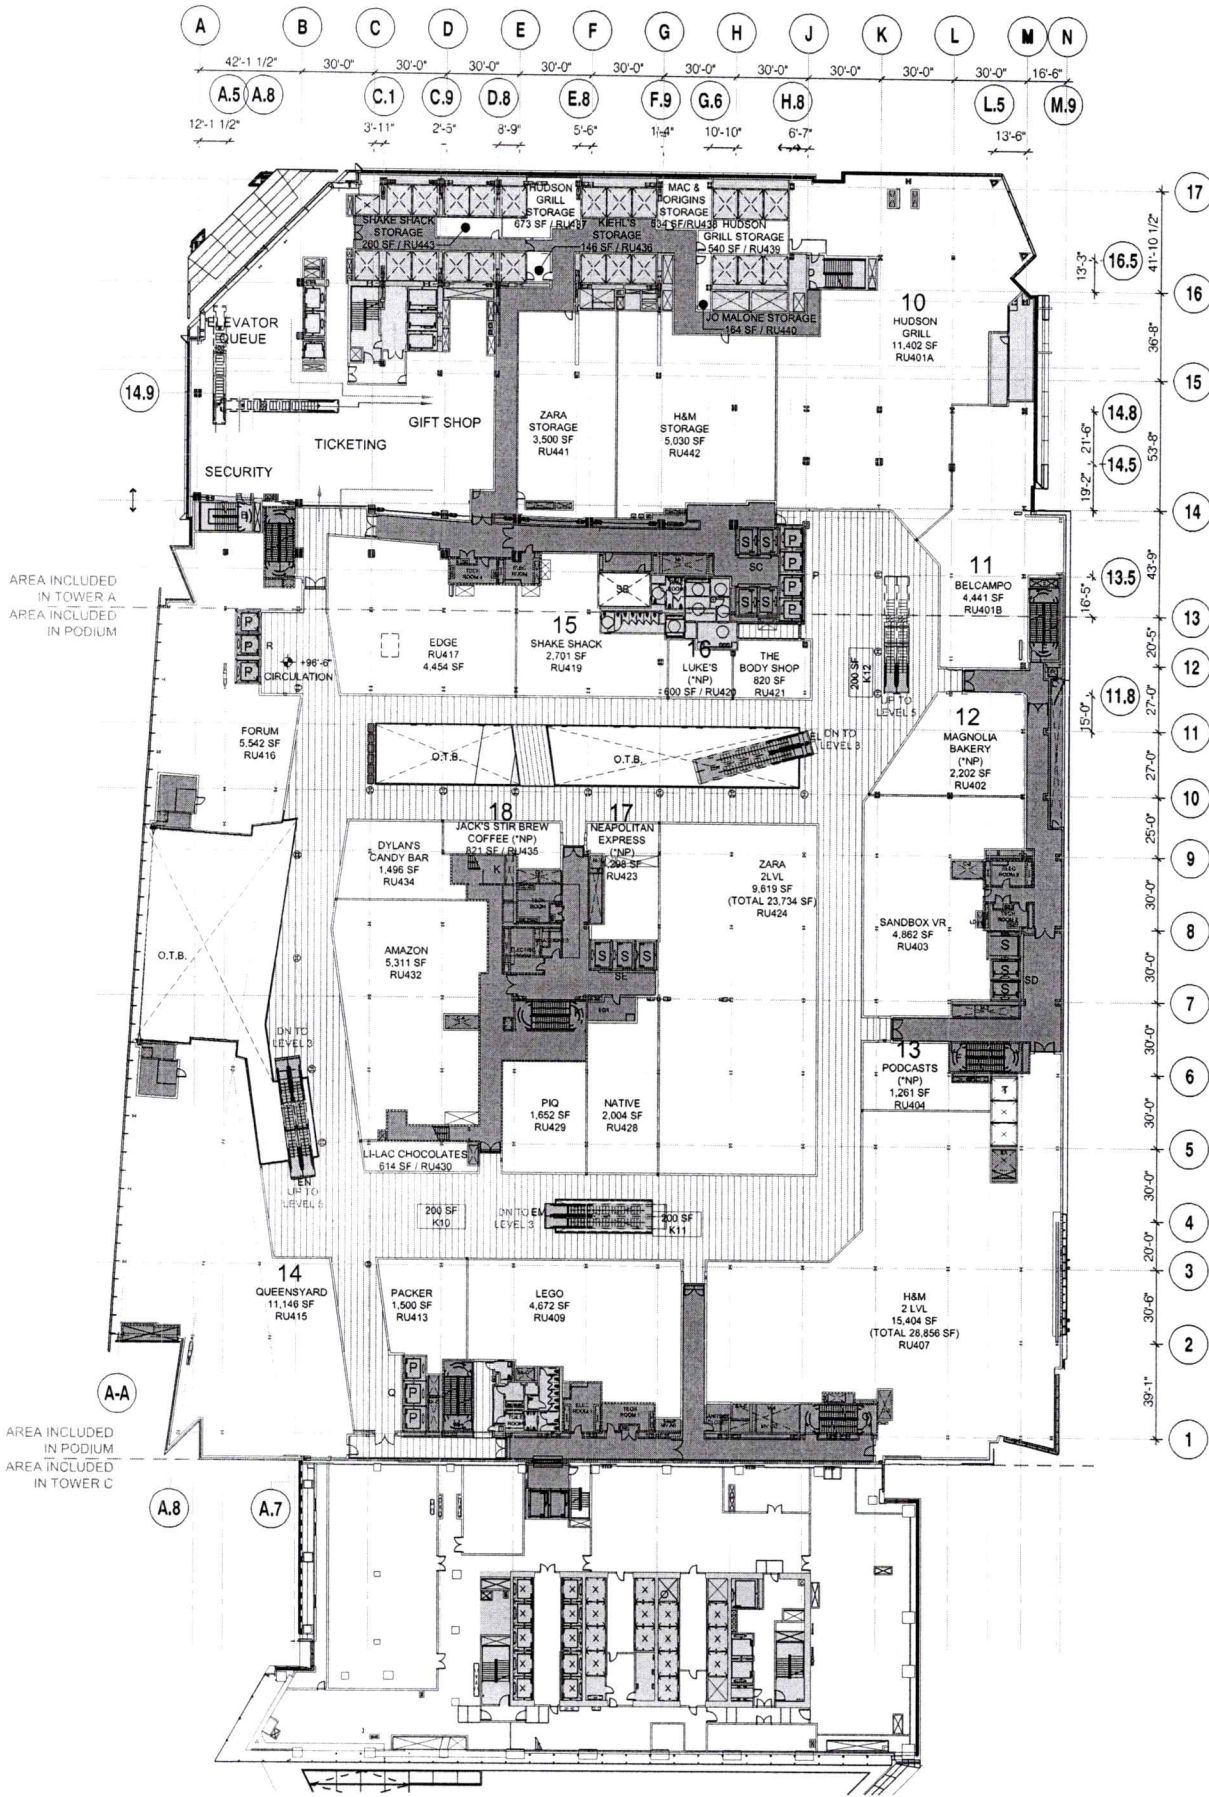 A B C D E F G H J K L M N
42'-1 1/2" 30'-0" 30'-0" 30'-0" 30'-0" 30'-0" 30'-0" 30'-0" 30'-0" 30'-0" 30'-0" 16'-6"
A.5 A.8 C.1 C.9 D.8 E.8 F.9 G.6 H.8 L.5 M.9
12'-1 1/2" 3'-11" 8'-9" 5'-6" 10'-10" 6'-7" 13'-6"
17
41'-10 1/2"
16.5
13'-3"
16
36'-8"
15
14.9
14.8
21'-6"
53'-8"
14.5
19'-2"
14
43'-9"
13.5
16'-5"
13
20'-5"
12
11.8
27'-0"
15'-0"
11
27'-0"
10
25'-0"
9
30'-0"
8
30'-0"
7
30'-0"
6
30'-0"
5
30'-0"
4
20'-0"
3
30'-6"
2
39'-1"
1
HUDSON
GRILL
STORAGE
673 SF / RU437
MAC &
ORIGINS
STORAGE
534 SF/RU438
SHAKE SHACK
STORAGE
200 SF / RU443
KIEHL'S
STORAGE
146 SF / RU436
HUDSON
GRILL STORAGE
540 SF / RU439
JO MALONE STORAGE
164 SF / RU440
10
HUDSON
GRILL
11,402 SF
RU401A
ELEVATOR
QUEUE
GIFT SHOP
TICKETING
SECURITY
ZARA
STORAGE
3,500 SF
RU441
H&M
STORAGE
5,030 SF
RU442
AREA INCLUDED
IN TOWER A
AREA INCLUDED
IN PODIUM
11
BELCAMPO
4,441 SF
RU401B
S S P
SC P
S S P
P
P
P R
P
+96'-6"
CIRCULATION
EDGE
RU417
4,454 SF
15
SHAKE SHACK
2,701 SF
RU419
SB
16
LUKE'S
(*NP)
600 SF / RU420
THE
BODY SHOP
820 SF
RU421
200 SF
K12
UP TO
LEVEL 5
12
MAGNOLIA
BAKERY
(*NP)
2,202 SF
RU402
FORUM
5,542 SF
RU416
O.T.B.
O.T.B.
DN TO
LEVEL 3
18
JACK'S STIR BREW
COFFEE (*NP)
821 SF / RU435
17
NEAPOLITAN
EXPRESS
(*NP)
1,298 SF
RU423
DYLAN'S
CANDY BAR
1,496 SF
RU434
ZARA
2LVL
9,619 SF
(TOTAL 23,734 SF)
RU424
SANDBOX VR
4,862 SF
RU403
AMAZON
5,311 SF
RU432
O.T.B.
S S S
SE
S
S
S
SD
DN TO
LEVEL 3
13
PODCASTS
(*NP)
1,261 SF
RU404
PIQ
1,652 SF
RU429
NATIVE
2,004 SF
RU428
LI-LAC CHOCOLATES
614 SF / RU430
EN
UP TO
LEVEL 5
200 SF
K10
DN TO EM
LEVEL 3
200 SF
K11
14
QUEENSYARD
11,146 SF
RU415
PACKER
1,500 SF
RU413
LEGO
4,672 SF
RU409
H&M
2 LVL
15,404 SF
(TOTAL 28,856 SF)
RU407
P
P
P
Q
A-A
AREA INCLUDED
IN PODIUM
AREA INCLUDED
IN TOWER C
A.8 A.7